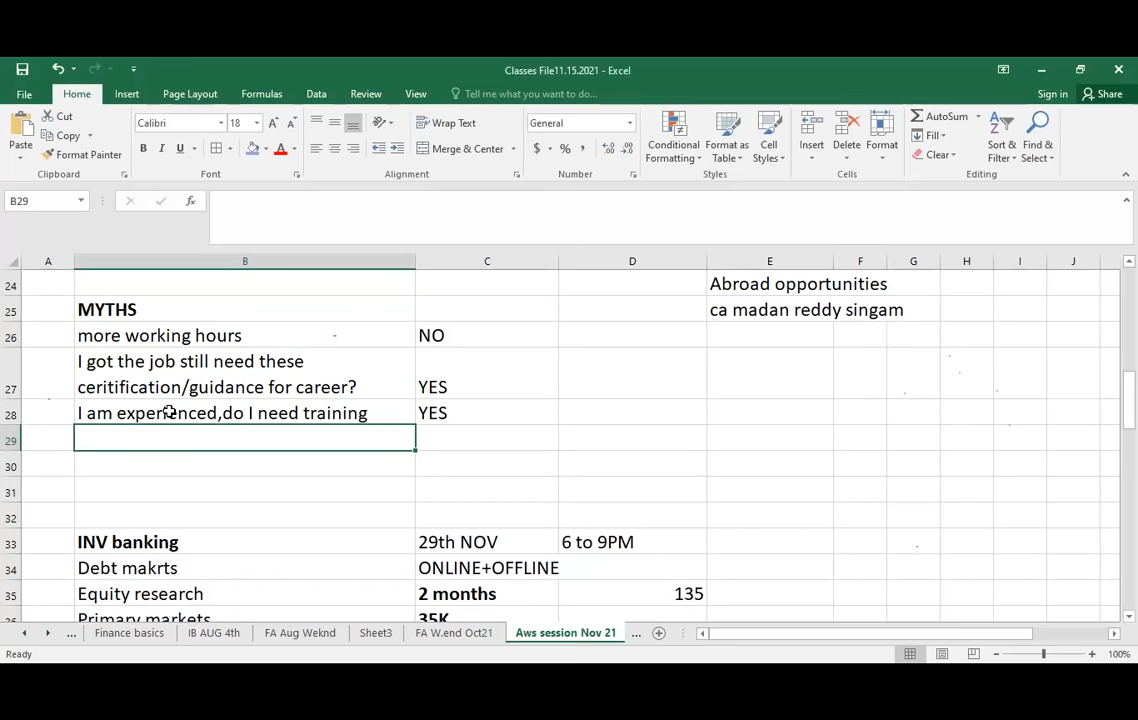 Classes File11.15.2021 - Excel
File Home Insert Page Layout Formulas Data Review View Tell me what you want to do... Sign in Share
Paste Cut Copy Format Painter Calibri 18 Wrap Text Merge & Center General Conditional Formatting Format as Table Cell Styles Insert Delete Format AutoSum Fill Clear Sort & Filter Find & Select
Clipboard Font Alignment Number Styles Cells Editing
B29 fx
A B C D E F G H I J
24 Abroad opportunities
25 MYTHS ca madan reddy singam
26 more working hours NO
I got the job still need these
27 ceritification/guidance for career? YES
28 I am experienced,do I need training YES
29
30
31
32
33 INV banking 29th NOV 6 to 9PM
34 Debt makrts ONLINE+OFFLINE
35 Equity research 2 months 135
36 Primary markets 35K
... Finance basics IB AUG 4th FA Aug Weknd Sheet3 FA W.end Oct21 Aws session Nov 21 ...
Ready 100%